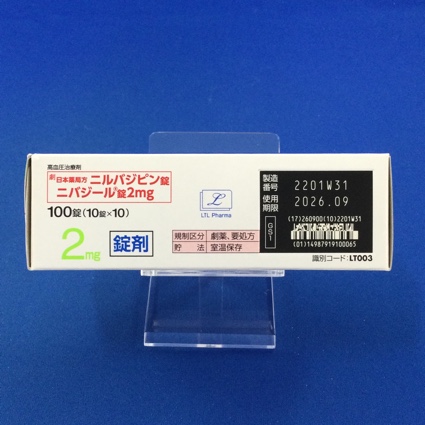 高血圧治療剤
劇 日本薬局方 ニルバジピン錠
ニバジール®錠2mg
100錠(10錠×10)
2mg
錠剤
LTL Pharma
規制区分 劇薬、要処方
貯法 室温保存
製造番号 2201W31
使用期限 2026.09
(17)260900(10)2201W31
GS1
(01)14987919100065
識別コード:LT003